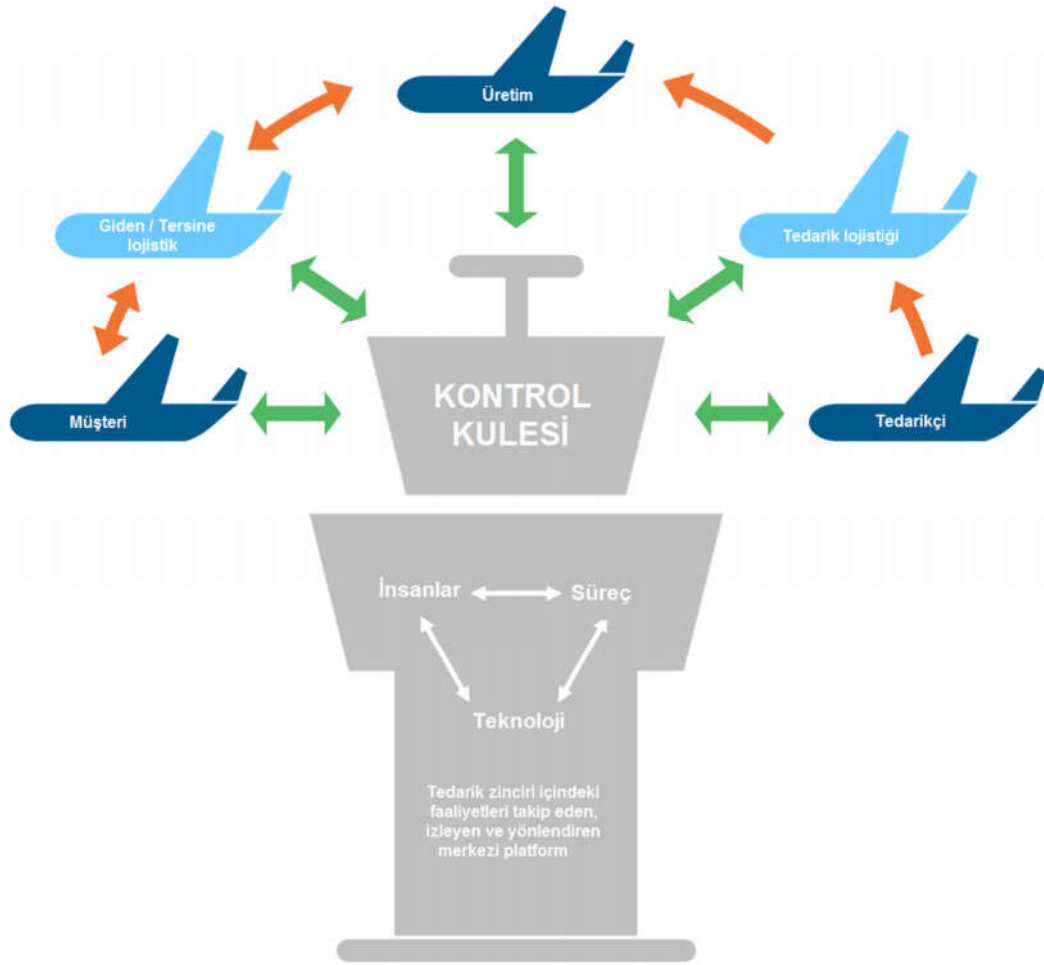 Üretim
Giden / Tersine
lojistik
Tedarik lojistiği
Müşteri
KONTROL
KULESİ
Tedarikçi
İnsanlar
Süreç
Teknoloji
Tedarik zinciri içindeki
faaliyetleri takip eden,
izleyen ve yönlendiren
merkezi platform